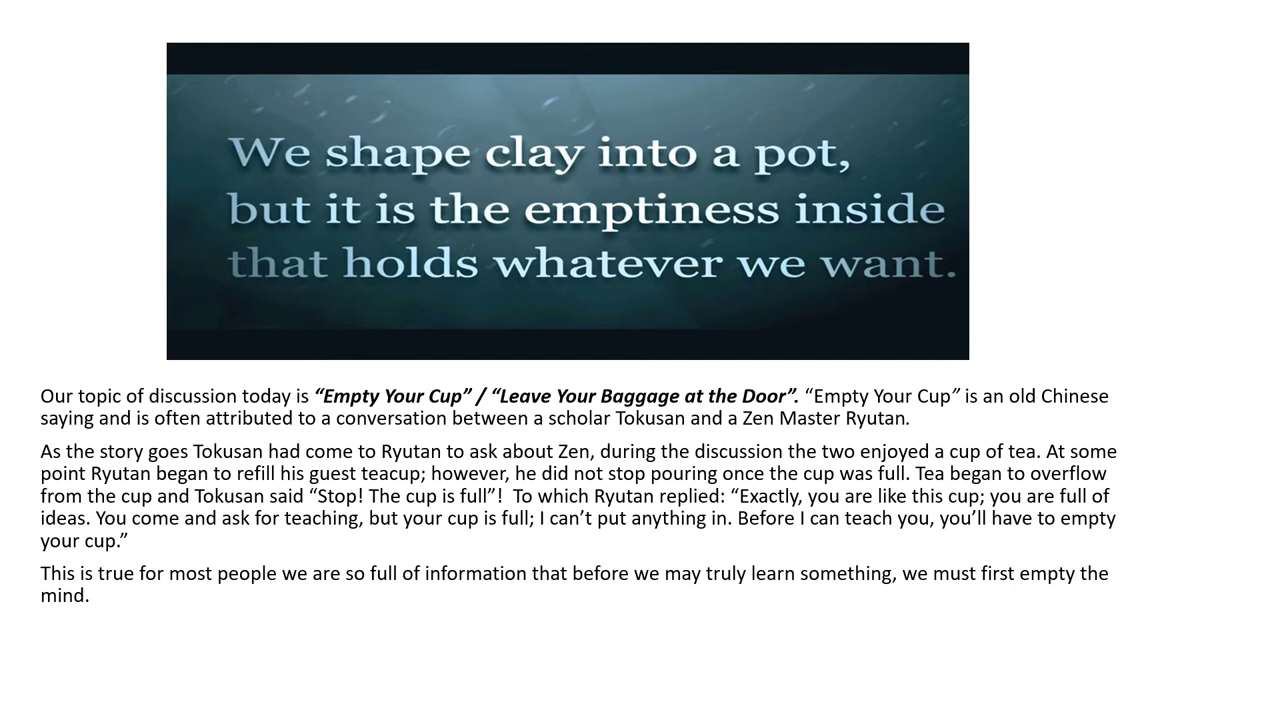 We shape clay into a pot,
but it is the emptiness inside
that holds whatever we want.
Our topic of discussion today is “Empty Your Cup” / “Leave Your Baggage at the Door”. “Empty Your Cup” is an old Chinese
saying and is often attributed to a conversation between a scholar Tokusan and a Zen Master Ryutan.
As the story goes Tokusan had come to Ryutan to ask about Zen, during the discussion the two enjoyed a cup of tea. At some
point Ryutan began to refill his guest teacup; however, he did not stop pouring once the cup was full. Tea began to overflow
from the cup and Tokusan said “Stop! The cup is full”!  To which Ryutan replied: “Exactly, you are like this cup; you are full of
ideas. You come and ask for teaching, but your cup is full; I can’t put anything in. Before I can teach you, you’ll have to empty
your cup.”
This is true for most people we are so full of information that before we may truly learn something, we must first empty the
mind.